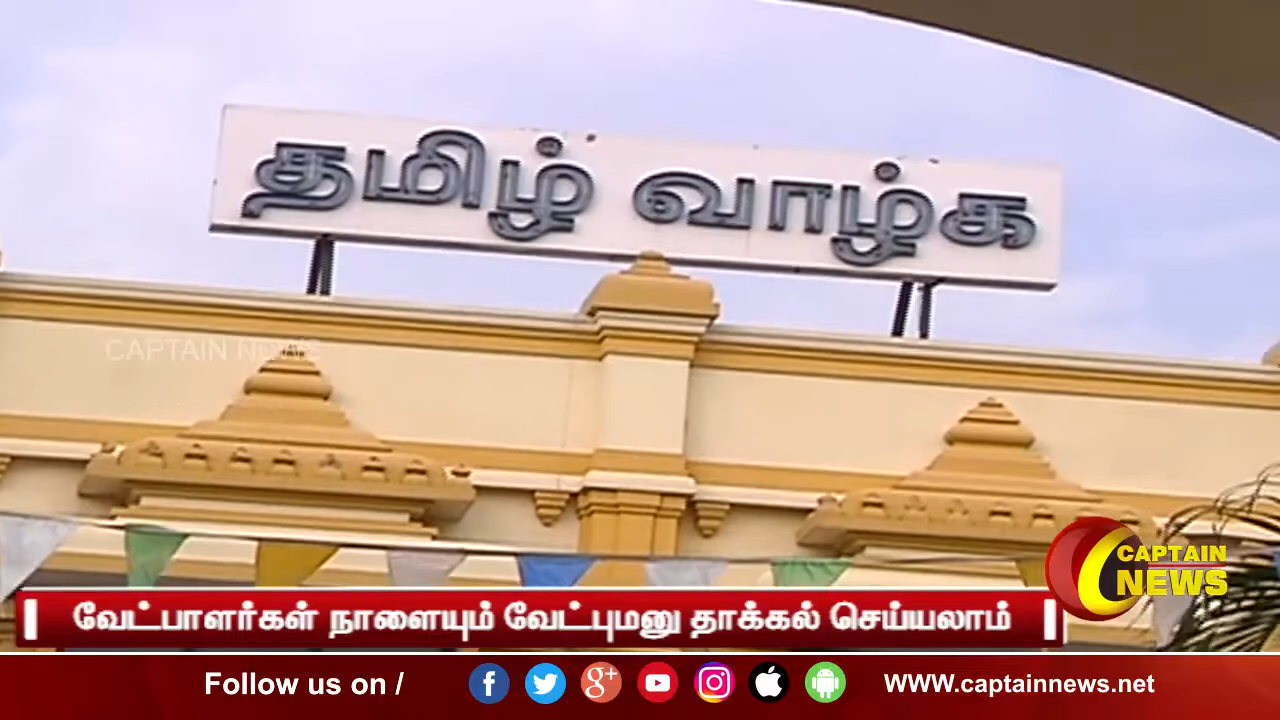 தமிழ் வாழ்க
CAPTAIN NEWS
CAPTAIN
NEWS
வேட்பாளர்கள் நாளையும் வேட்புமனு தாக்கல் செய்யலாம்
Follow us on /
WWW.captainnews.net